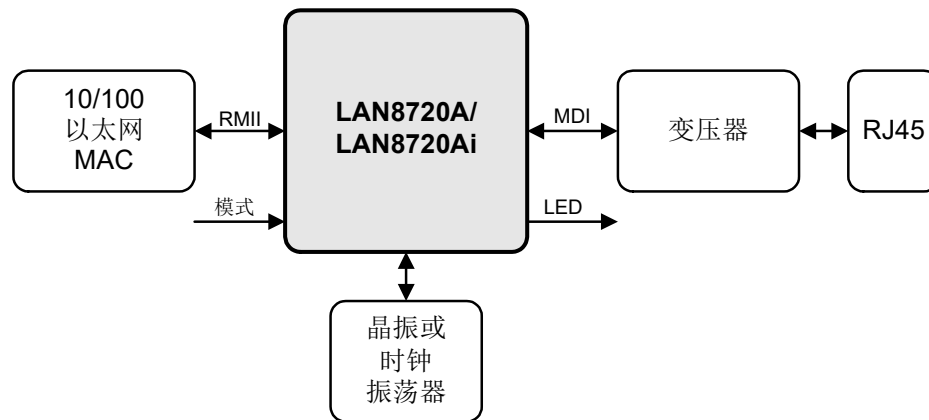 10/100
以太网
MAC
RMII
模式
LAN8720A/
LAN8720Ai
MDI
LED
变压器
RJ45
晶振或
时钟
振荡器